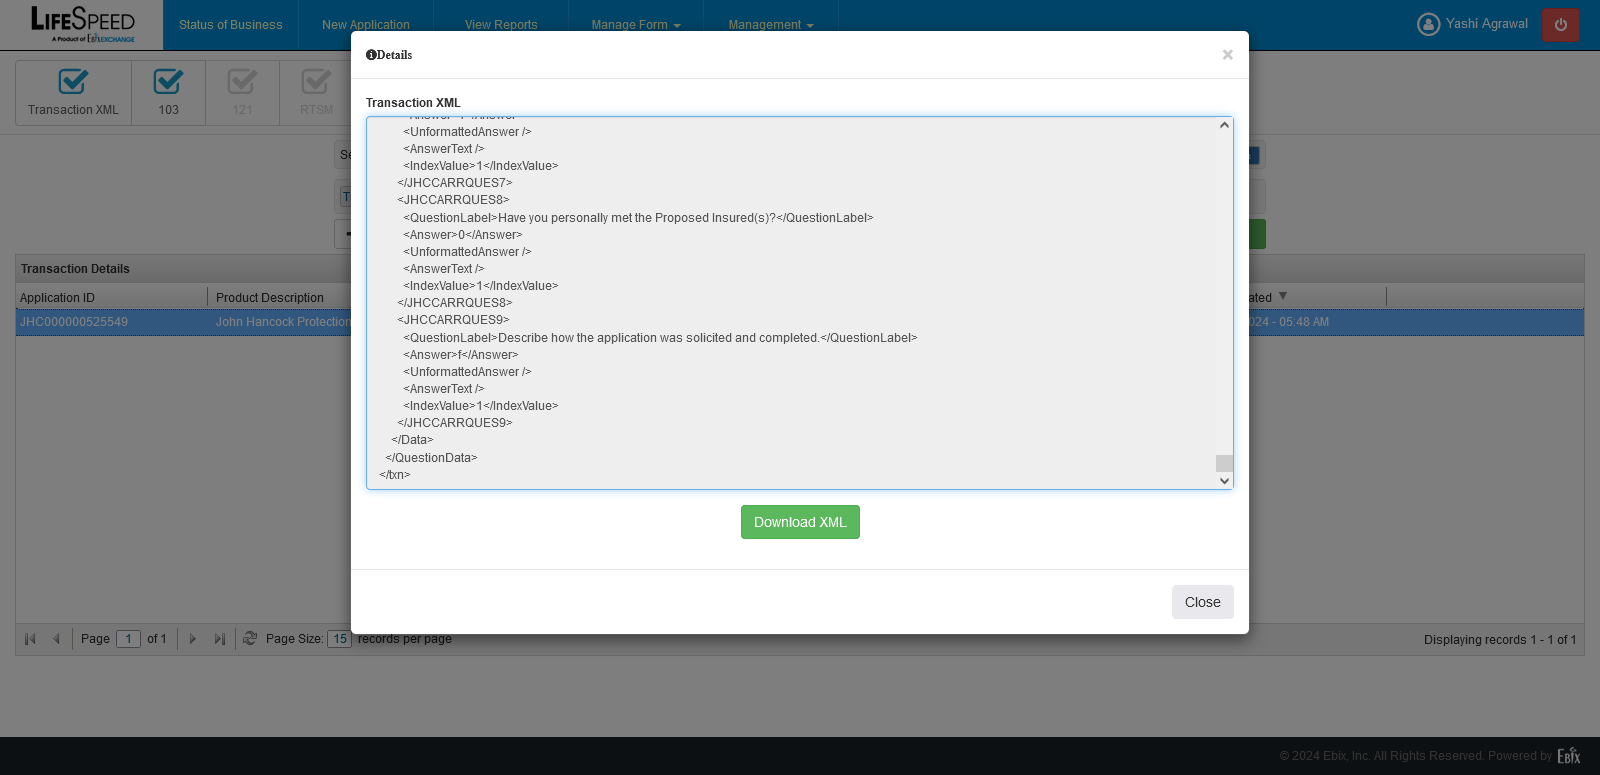 LIFESPEED
A Product of EbixEXCHANGE
Status of Business
New Application
View Reports
Manage Form
Management
Yashi Agrawal
Details
×
Transaction XML
103
121
RTSM
Transaction XML
<UnformattedAnswer />
<AnswerText />
<IndexValue>1</IndexValue>
</JHCCARRQUES7>
<JHCCARRQUES8>
<QuestionLabel>Have you personally met the Proposed Insured(s)?</QuestionLabel>
<Answer>0</Answer>
<UnformattedAnswer />
<AnswerText />
<IndexValue>1</IndexValue>
</JHCCARRQUES8>
<JHCCARRQUES9>
<QuestionLabel>Describe how the application was solicited and completed.</QuestionLabel>
<Answer>f</Answer>
<UnformattedAnswer />
<AnswerText />
<IndexValue>1</IndexValue>
</JHCCARRQUES9>
</Data>
</QuestionData>
</txn>
Download XML
Close
Transaction Details
Application ID
Product Description
ated
JHC000000525549
John Hancock Protection
024 - 05:48 AM
Page 1 of 1
Page Size: 15 records per page
Displaying records 1 - 1 of 1
© 2024 Ebix, Inc. All Rights Reserved. Powered by EBIX